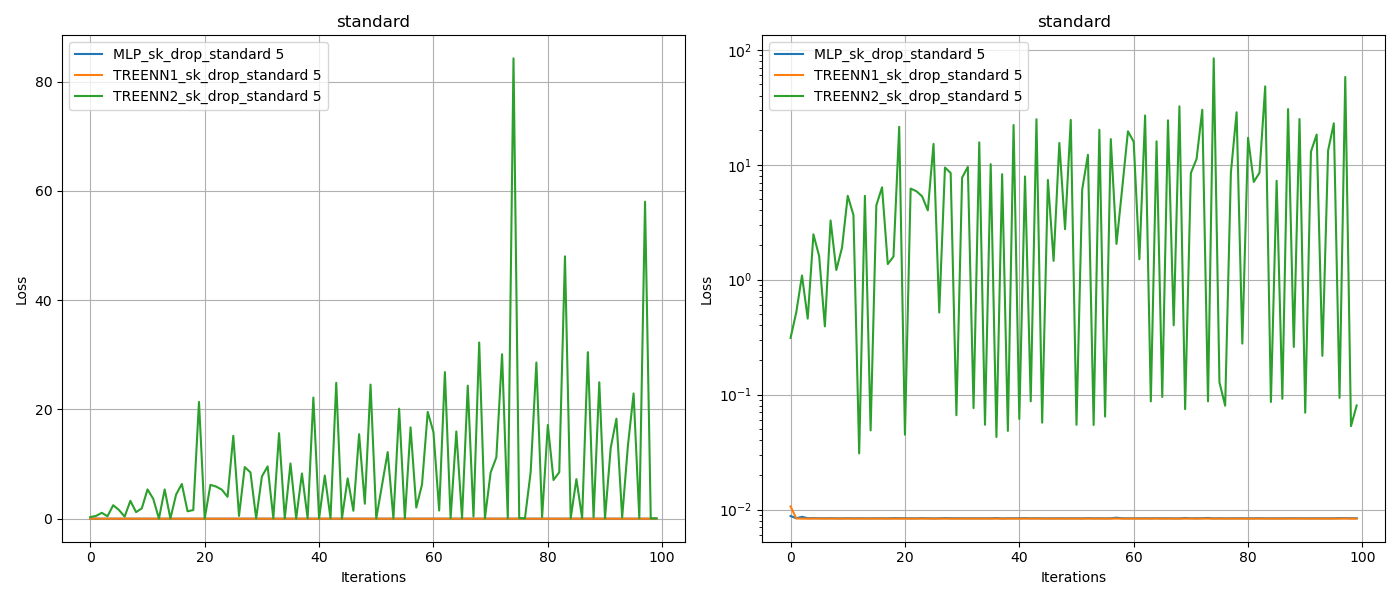 standard
MLP_sk_drop_standard 5
TREENN1_sk_drop_standard 5
TREENN2_sk_drop_standard 5
80
60
40
20
0
Loss
0 20 40 60 80 100
Iterations
standard
MLP_sk_drop_standard 5
TREENN1_sk_drop_standard 5
TREENN2_sk_drop_standard 5
10²
10¹
10⁰
10⁻¹
10⁻²
Loss
0 20 40 60 80 100
Iterations